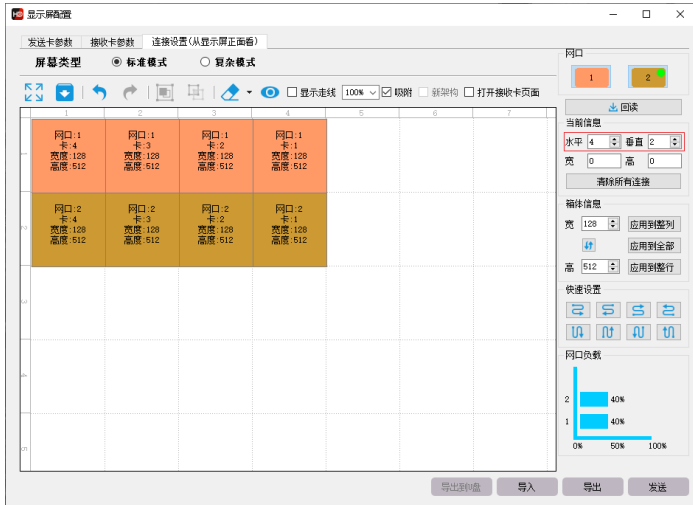 显示屏配置
发送卡参数 接收卡参数 连接设置(从显示屏正面看)
屏幕类型 标准模式 复杂模式
显示走线 100% 吸附 新架构 打开接收卡页面
1 2 3 4 5 6 7
网口:1 网口:1 网口:1 网口:1
卡:4 卡:3 卡:2 卡:1
宽度:128 宽度:128 宽度:128 宽度:128
高度:512 高度:512 高度:512 高度:512
网口:2 网口:2 网口:2 网口:2
卡:4 卡:3 卡:2 卡:1
宽度:128 宽度:128 宽度:128 宽度:128
高度:512 高度:512 高度:512 高度:512
1
2
3
4
5
网口
1 2
回读
当前信息
水平 4 垂直 2
宽 0 高 0
清除所有连接
箱体信息
宽 128 应用到整列
应用到全部
高 512 应用到整行
快速设置
网口负载
2 40%
1 40%
0% 50% 100%
导出到U盘 导入 导出 发送